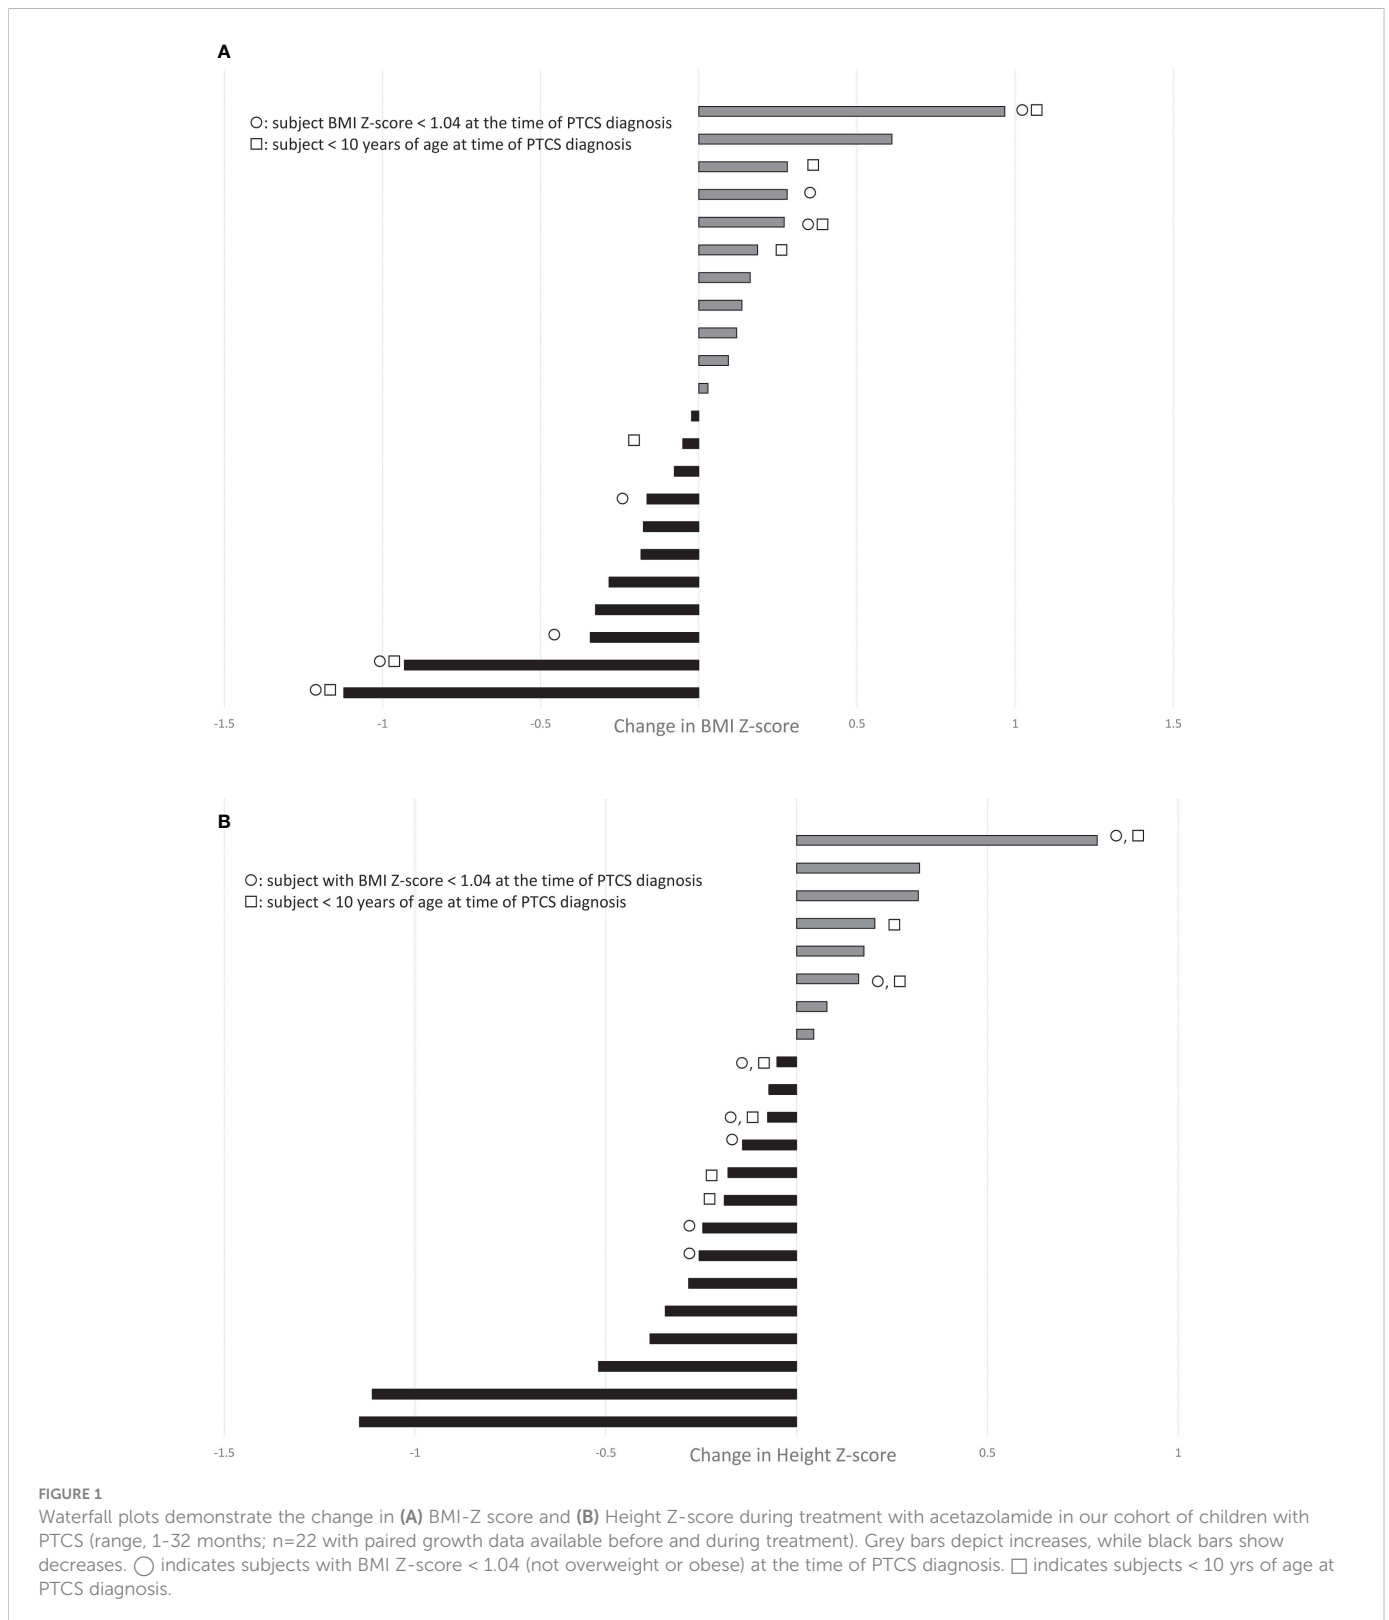 A
○: subject BMI Z-score < 1.04 at the time of PTCS diagnosis
□: subject < 10 years of age at time of PTCS diagnosis
-1.5 -1 -0.5 0.5 1 1.5
Change in BMI Z-score
B
○: subject with BMI Z-score < 1.04 at the time of PTCS diagnosis
□: subject < 10 years of age at time of PTCS diagnosis
-1.5 -1 -0.5 0.5 1
Change in Height Z-score
FIGURE 1
Waterfall plots demonstrate the change in (A) BMI-Z score and (B) Height Z-score during treatment with acetazolamide in our cohort of children with
PTCS (range, 1-32 months; n=22 with paired growth data available before and during treatment). Grey bars depict increases, while black bars show
decreases. ○ indicates subjects with BMI Z-score < 1.04 (not overweight or obese) at the time of PTCS diagnosis. □ indicates subjects < 10 yrs of age at
PTCS diagnosis.